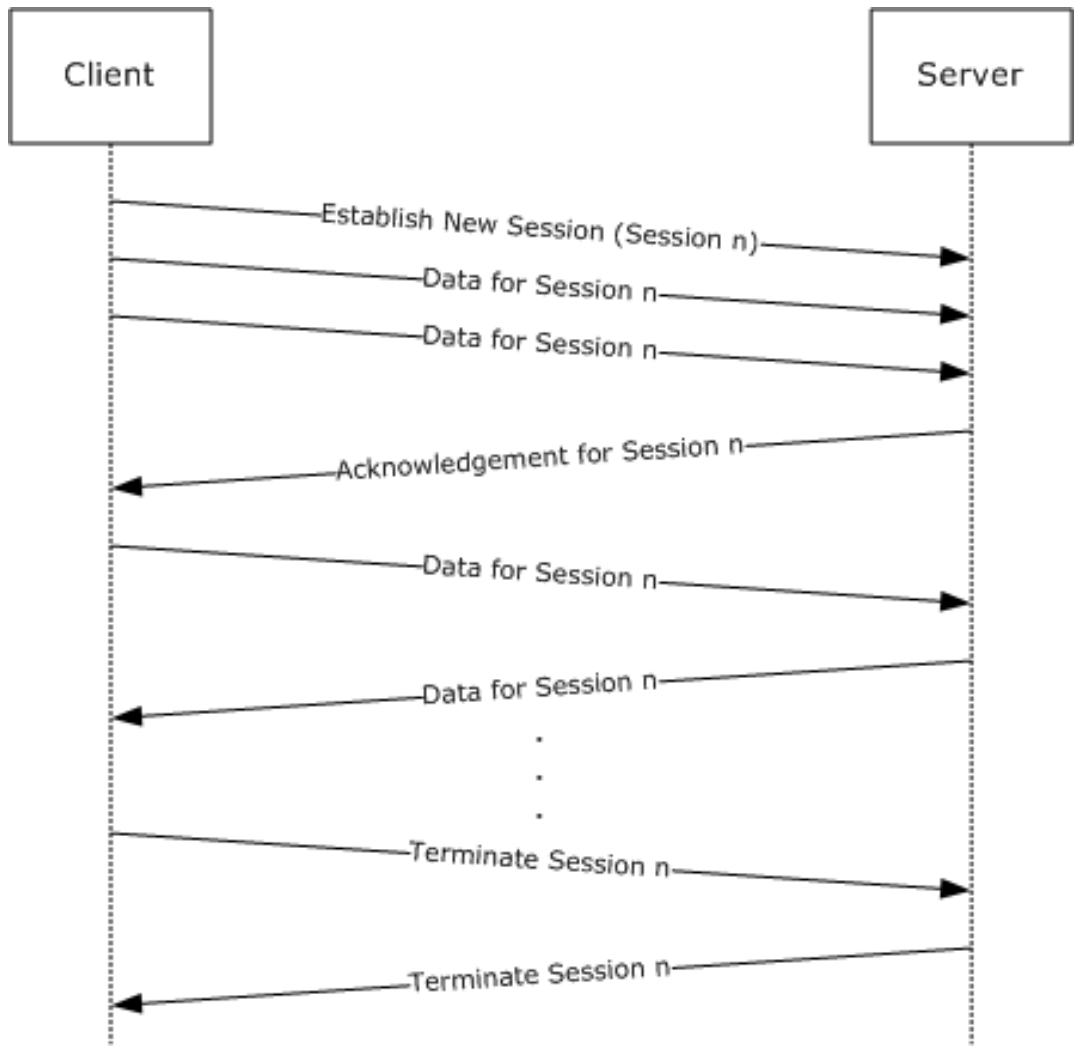 Client
Server
Establish New Session (Session n)
Data for Session n
Data for Session n
Acknowledgement for Session n
Data for Session n
Data for Session n
.
.
.
Terminate Session n
Terminate Session n